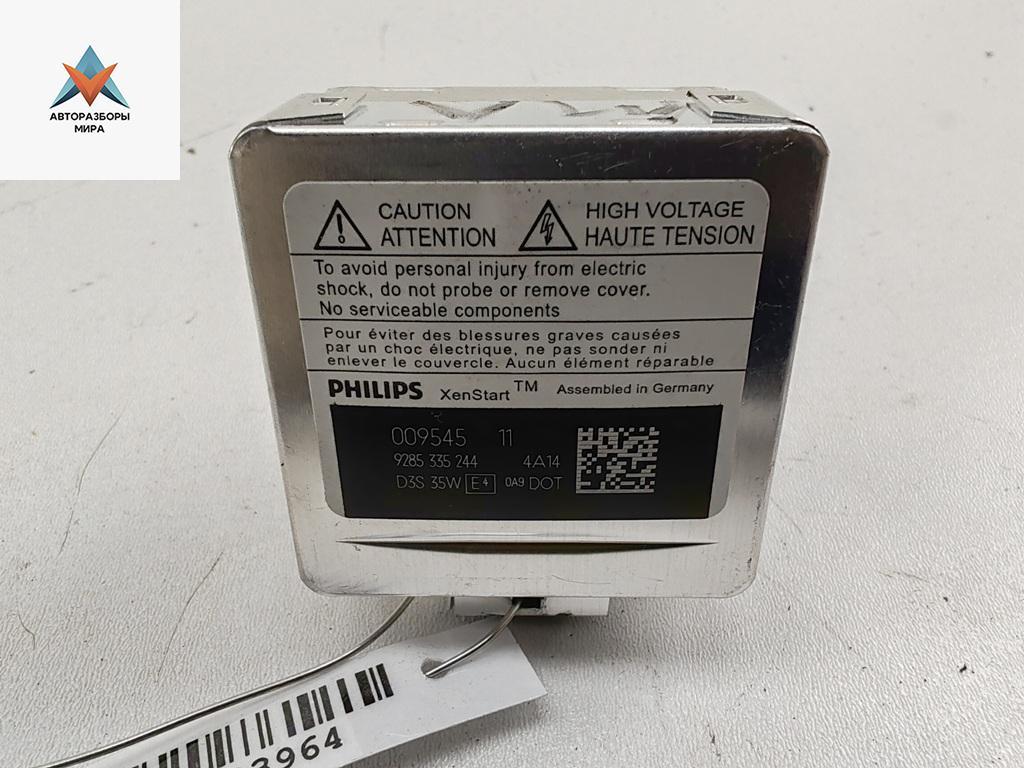 АВТОРАЗБОРЫ
МИРА
CAUTION
ATTENTION
HIGH VOLTAGE
HAUTE TENSION
To avoid personal injury from electric
shock, do not probe or remove cover.
No serviceable components
Pour éviter des blessures graves causées
par un choc électrique, ne pas sonder ni
enlever le couvercle. Aucun élément réparable
PHILIPS XenStart™ Assembled in Germany
009545 11
9285 335 244 4A14
D3S 35W E4 0A9 DOT
3964